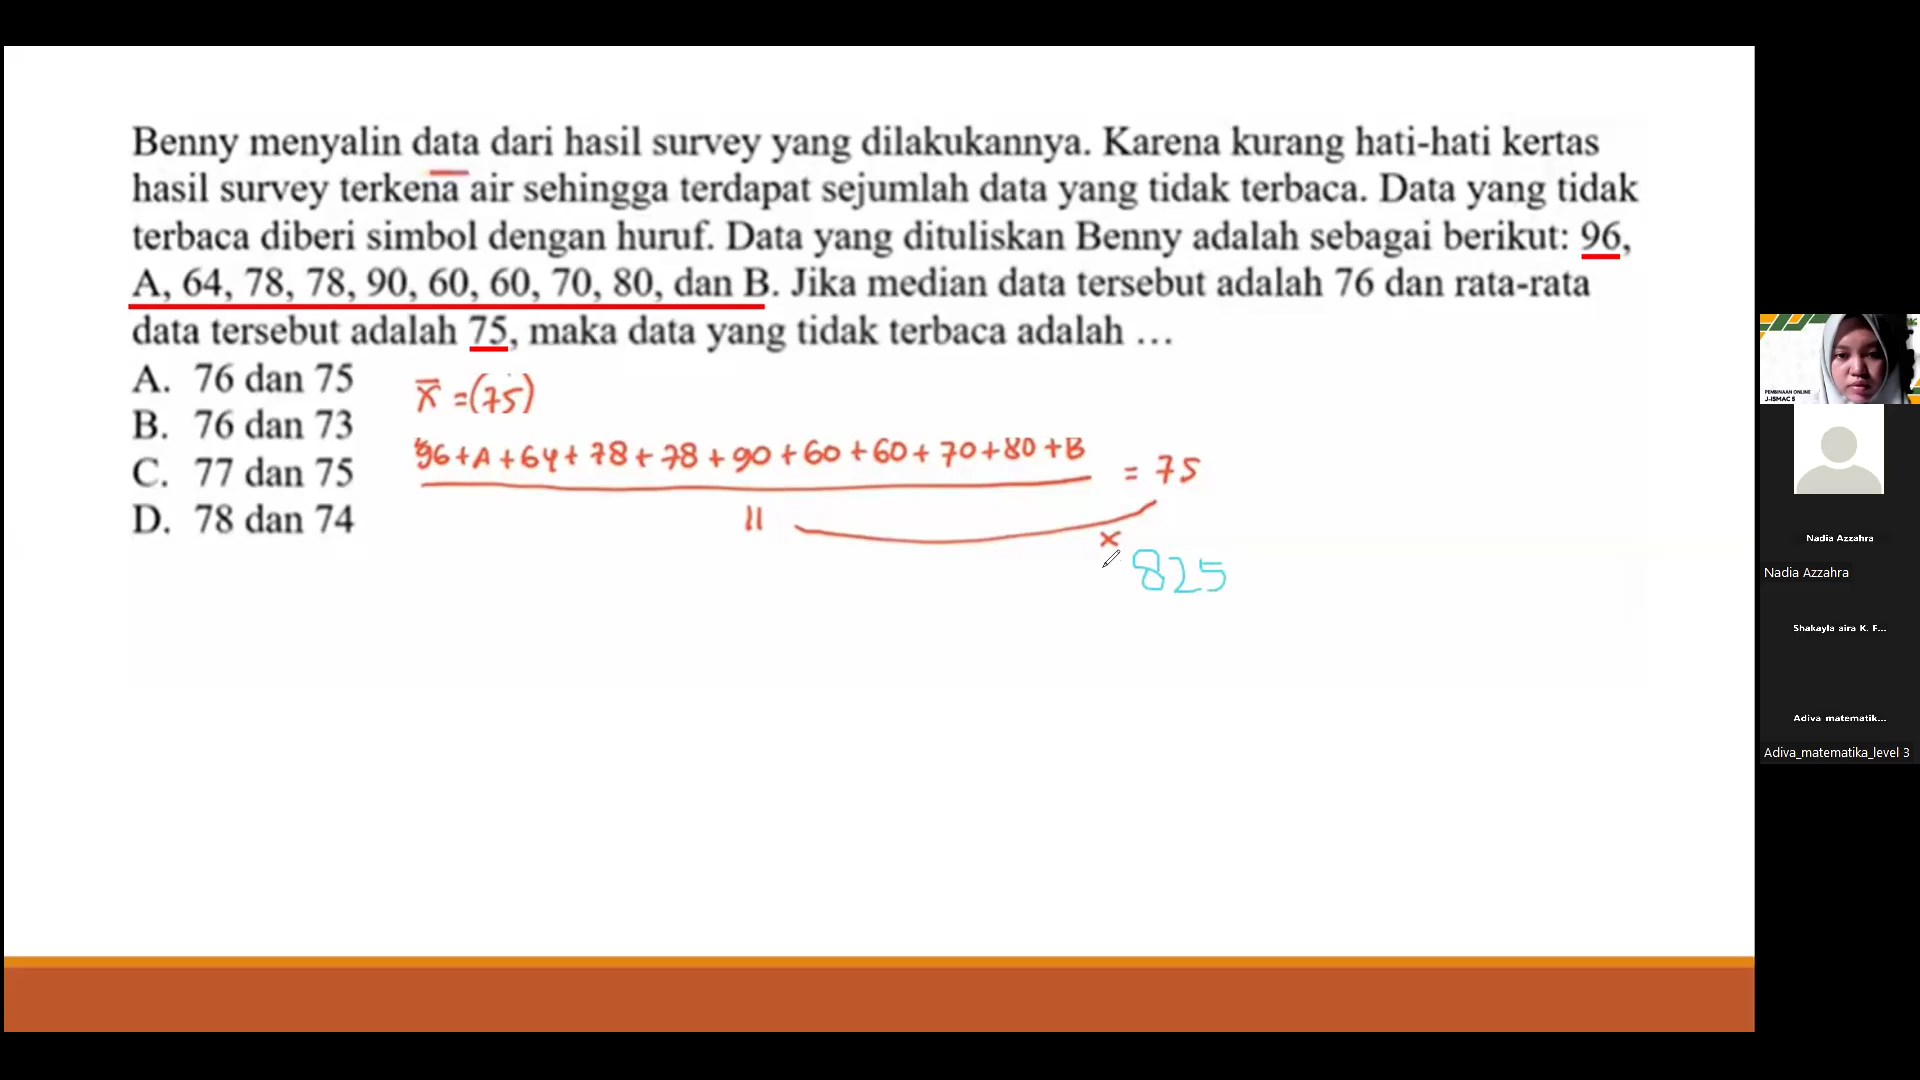 Benny menyalin data dari hasil survey yang dilakukannya. Karena kurang hati-hati kertas
hasil survey terkena air sehingga terdapat sejumlah data yang tidak terbaca. Data yang tidak
terbaca diberi simbol dengan huruf. Data yang dituliskan Benny adalah sebagai berikut: 96,
A, 64, 78, 78, 90, 60, 60, 70, 80, dan B. Jika median data tersebut adalah 76 dan rata-rata
data tersebut adalah 75, maka data yang tidak terbaca adalah …
A. 76 dan 75
B. 76 dan 73
C. 77 dan 75
D. 78 dan 74
x̄ = (75)
96+A+64+78+78+90+60+60+70+80+B = 75
11
x
825
PEMBINAAN ONLINE
J-ISMAC 5
Nadia Azzahra
Nadia Azzahra
Shakayla aira K. F...
Adiva matematik...
Adiva_matematika_level 3